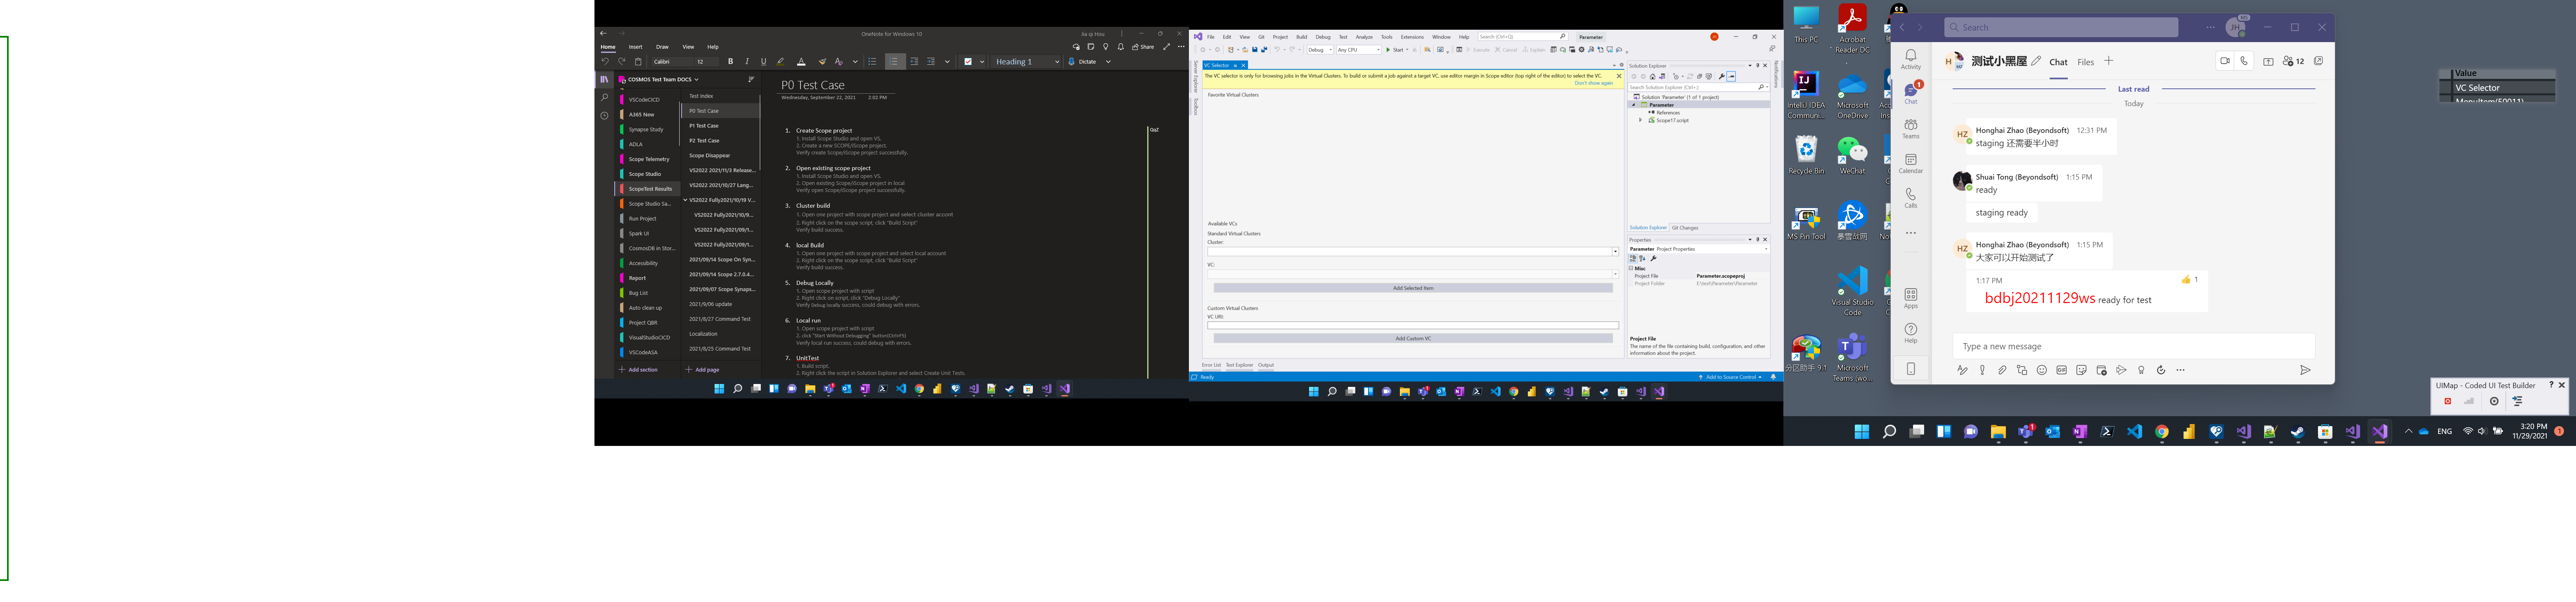 OneNote for Windows 10
Jia qi Hou
Home Insert Draw View Help
Share
Calibri 12
Heading 1
Dictate
COSMOS Test Team DOCS
VSCodeCICD
A365 New
Synapse Study
ADLA
Scope Telemetry
Scope Studio
ScopeTest Results
Scope Studio Sa...
Run Project
Spark UI
CosmosDB in Stor...
Accessibility
Report
Bug List
Auto clean up
Project QBR
VisualStudioCICD
VSCodeASA
Add section
Test Index
P0 Test Case
P1 Test Case
P2 Test Case
Scope Disappear
VS2022 2021/11/3 Release...
VS2022 2021/10/27 Lang...
VS2022 Fully2021/10/19 V...
VS2022 Fully2021/10/9...
VS2022 Fully2021/09/1...
VS2022 Fully2021/09/1...
2021/09/14 Scope On Syn...
2021/09/14 Scope 2.7.0.4...
2021/09/07 Scope Synaps...
2021/9/06 update
2021/8/27 Command Test
Localization
2021/8/25 Command Test
Add page
P0 Test Case
Wednesday, September 22, 2021 2:02 PM
1. Create Scope project
1. Install Scope Studio and open VS.
2. Create a new SCOPE/iScope project.
Verify create Scope/iScope project successfully.
2. Open existing scope project
1. Install Scope Studio and open VS.
2. Open existing Scope/iScope project in local
Verify open Scope/iScope project successfully.
3. Cluster build
1. Open one project with scope project and select cluster account
2. Right click on the scope script, click "Build Script"
Verify build success.
4. local Build
1. Open one project with scope project and select local account
2. Right click on the scope script, click "Build Script"
Verify build success.
5. Debug Locally
1. Open scope project with script
2. Right click on script, click "Debug Locally"
Verify Debug locally success, could debug with errors.
6. Local run
1. Open scope project with script
2. click "Start Without Debugging" button(Ctrl+F5)
Verify local run success, could debug with errors.
7. UnitTest
1. Build script.
2. Right click the script in Solution Explorer and select Create Unit Tests.
File Edit View Git Project Build Debug Test Analyze Tools Extensions Window Help
Search (Ctrl+Q)
Parameter
Debug Any CPU Start
Execute Cancel Explain
Server Explorer
Toolbox
VC Selector
The VC selector is only for browsing jobs in the Virtual Clusters. To build or submit a job against a target VC, use editor margin in Scope editor (top right of the editor) to select the VC.
Don't show again
Favorite Virtual Clusters
Available VCs
Standard Virtual Clusters
Cluster:
VC:
Add Selected Item
Custom Virtual Clusters
VC URI:
Add Custom VC
Error List Test Explorer Output
Ready
Add to Source Control
Notifications
Solution Explorer
Search Solution Explorer (Ctrl+;)
Solution 'Parameter' (1 of 1 project)
Parameter
References
Scope17.script
Solution Explorer Git Changes
Properties
Parameter Project Properties
Misc
Project File Parameter.scopeproj
Project Folder E:\test\Parameter\Parameter
Project File
The name of the file containing build, configuration, and other
information about the project.
This PC
Acrobat
Reader DC
IntelliJ IDEA
Communi...
Microsoft
OneDrive
Recycle Bin
WeChat
MS Pin Tool
暴雪战网
Visual Studio
Code
分区助手 9.1
Microsoft
Teams (wo...
Search
JH
Activity
Chat
Teams
Calendar
Calls
Apps
Help
测试小黑屋
Chat Files
12
Last read
Today
HZ
Honghai Zhao (Beyondsoft) 12:31 PM
staging 还需要半小时
Shuai Tong (Beyondsoft) 1:15 PM
ready
staging ready
HZ
Honghai Zhao (Beyondsoft) 1:15 PM
大家可以开始测试了
1:17 PM 1
bdbj20211129ws ready for test
Type a new message
Value
VC Selector
MenuItem(50011)
UIMap - Coded UI Test Builder
ENG
3:20 PM
11/29/2021
1